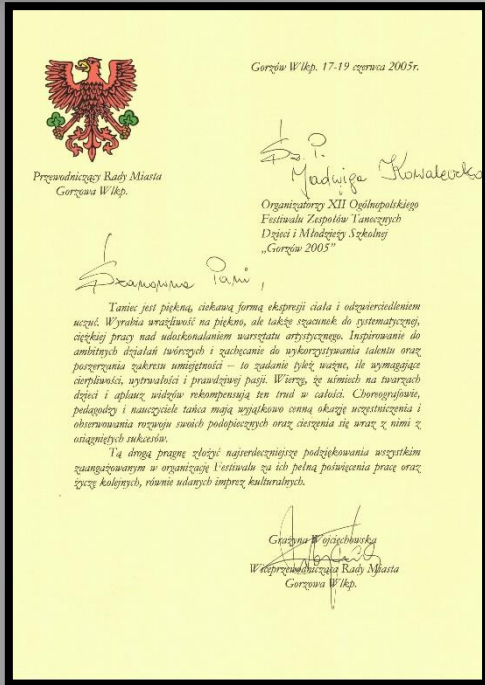 Gorzów Wlkp. 17-19 czerwca 2005r.
Przewodniczący Rady Miasta
Gorzowa Wlkp.
Sz. P.
Jadwiga Kowalewska
Organizatorzy XII Ogólnopolskiego
Festiwalu Zespołów Tanecznych
Dzieci i Młodzieży Szkolnej
„Gorzów 2005”
Szanowna Pani,
Taniec jest piękną, ciekawą formą ekspresji ciała i odzwierciedleniem
uczuć. Wyrabia wrażliwość na piękno, ale także szacunek do systematycznej,
ciężkiej pracy nad udoskonalaniem warsztatu artystycznego. Inspirowanie do
ambitnych działań twórczych i zachęcanie do wykorzystywania talentu oraz
poszerzania zakresu umiejętności – to zadanie tyleż ważne, ile wymagające
cierpliwości, wytrwałości i prawdziwej pasji. Wierzę, że uśmiech na twarzach
dzieci i aplauz widzów rekompensują ten trud w całości. Choreografowie,
pedagodzy i nauczyciele tańca mają wyjątkowo cenną okazję uczestniczenia i
obserwowania rozwoju swoich podopiecznych oraz cieszenia się wraz z nimi z
osiągniętych sukcesów.
Tą drogą pragnę złożyć najserdeczniejsze podziękowania wszystkim
zaangażowanym w organizację Festiwalu za ich pełną poświęcenia pracę oraz
życzę kolejnych, równie udanych imprez kulturalnych.
Grażyna Wojciechowska
Wiceprzewodnicząca Rady Miasta
Gorzowa Wlkp.